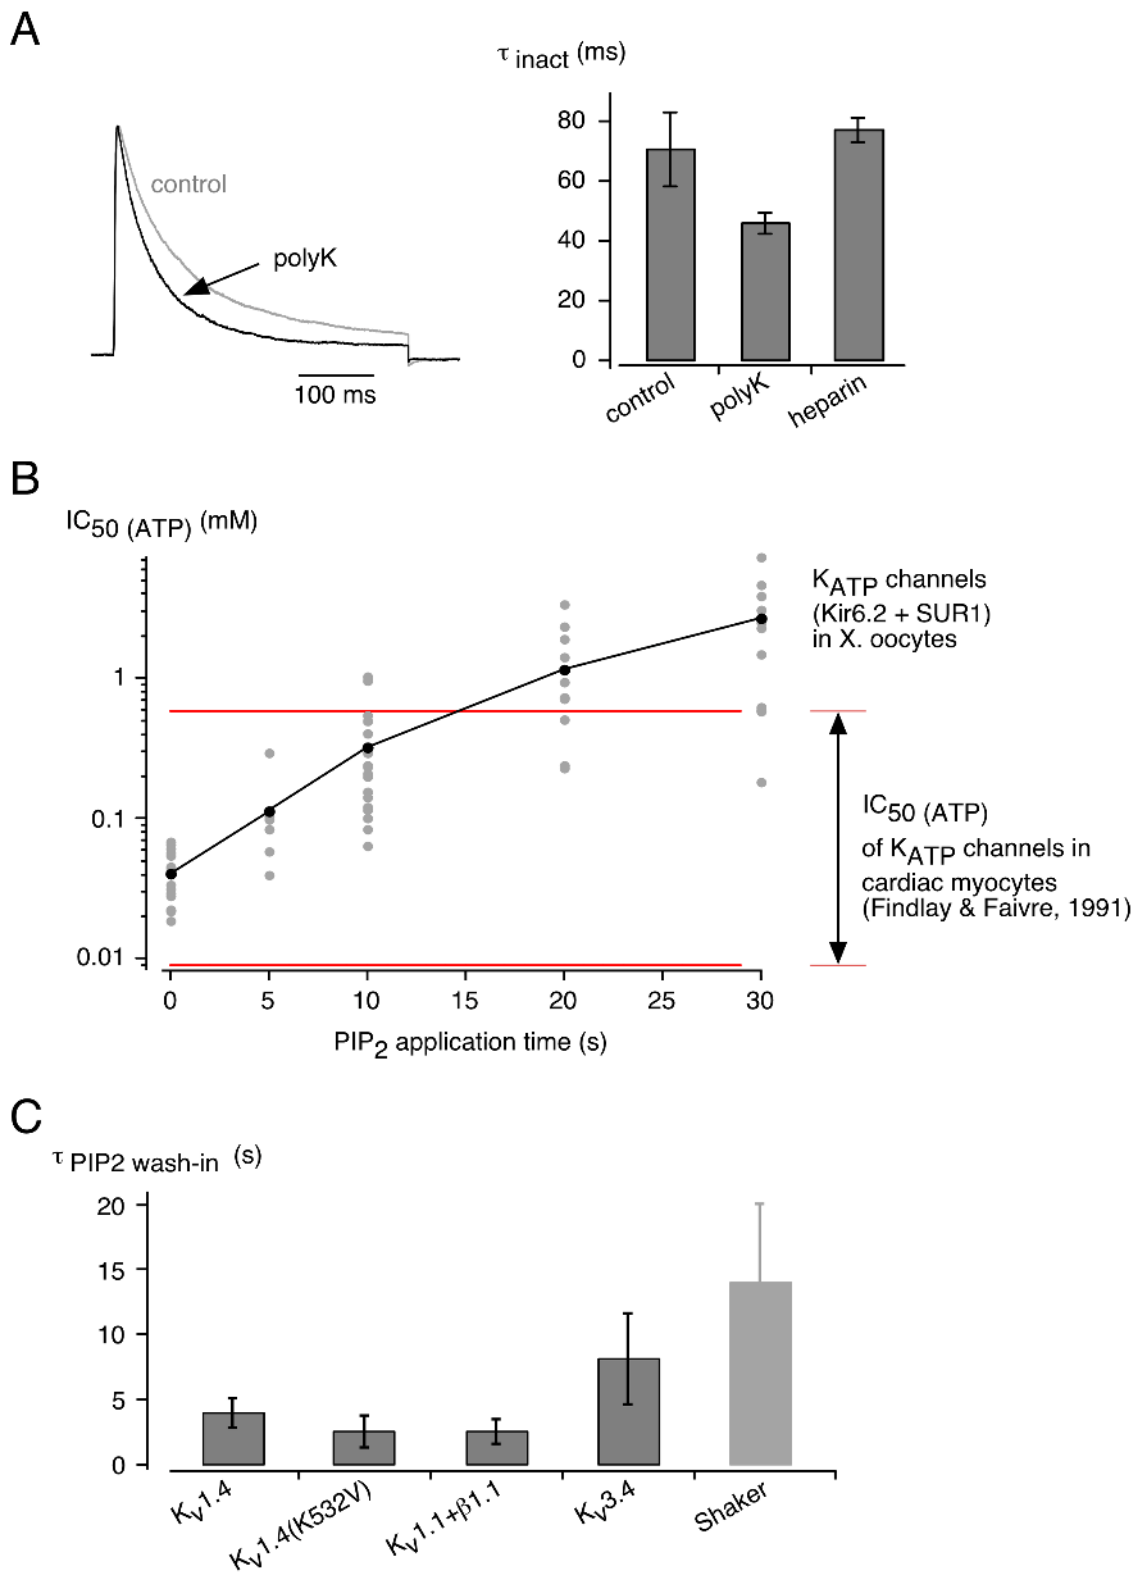 A
τ inact (ms)
control
polyK
100 ms
80
60
40
20
0
control
polyK
heparin
B
IC50 (ATP) (mM)
1
0.1
0.01
0
5
10
15
20
25
30
PIP2 application time (s)
KATP channels
(Kir6.2 + SUR1)
in X. oocytes
IC50 (ATP)
of KATP channels in
cardiac myocytes
(Findlay & Faivre, 1991)
C
τ PIP2 wash-in (s)
20
15
10
5
0
Kv1.4
Kv1.4(K532V)
Kv1.1+β1.1
Kv3.4
Shaker